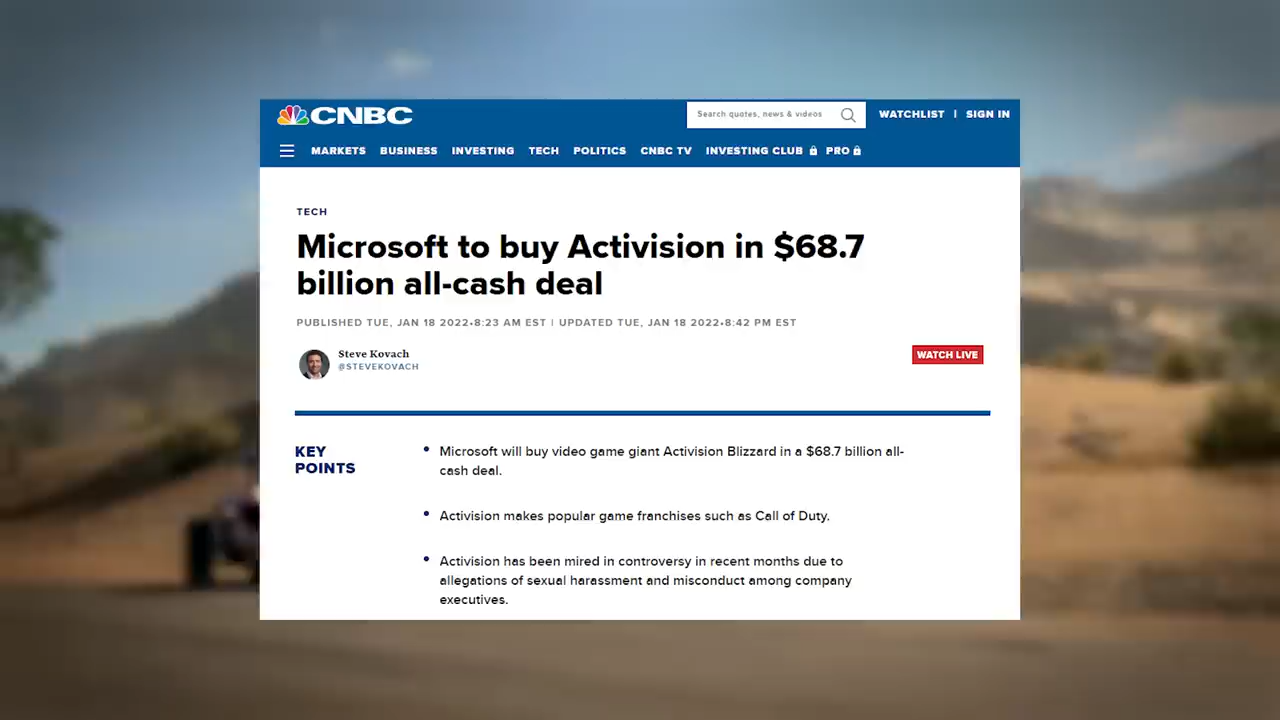 CNBC
Search quotes, news & videos
WATCHLIST | SIGN IN
MARKETS BUSINESS INVESTING TECH POLITICS CNBC TV INVESTING CLUB PRO
TECH
Microsoft to buy Activision in $68.7
billion all-cash deal
PUBLISHED TUE, JAN 18 2022•8:23 AM EST | UPDATED TUE, JAN 18 2022•8:42 PM EST
Steve Kovach
@STEVEKOVACH
WATCH LIVE
KEY
POINTS
• Microsoft will buy video game giant Activision Blizzard in a $68.7 billion all-
cash deal.
• Activision makes popular game franchises such as Call of Duty.
• Activision has been mired in controversy in recent months due to
allegations of sexual harassment and misconduct among company
executives.